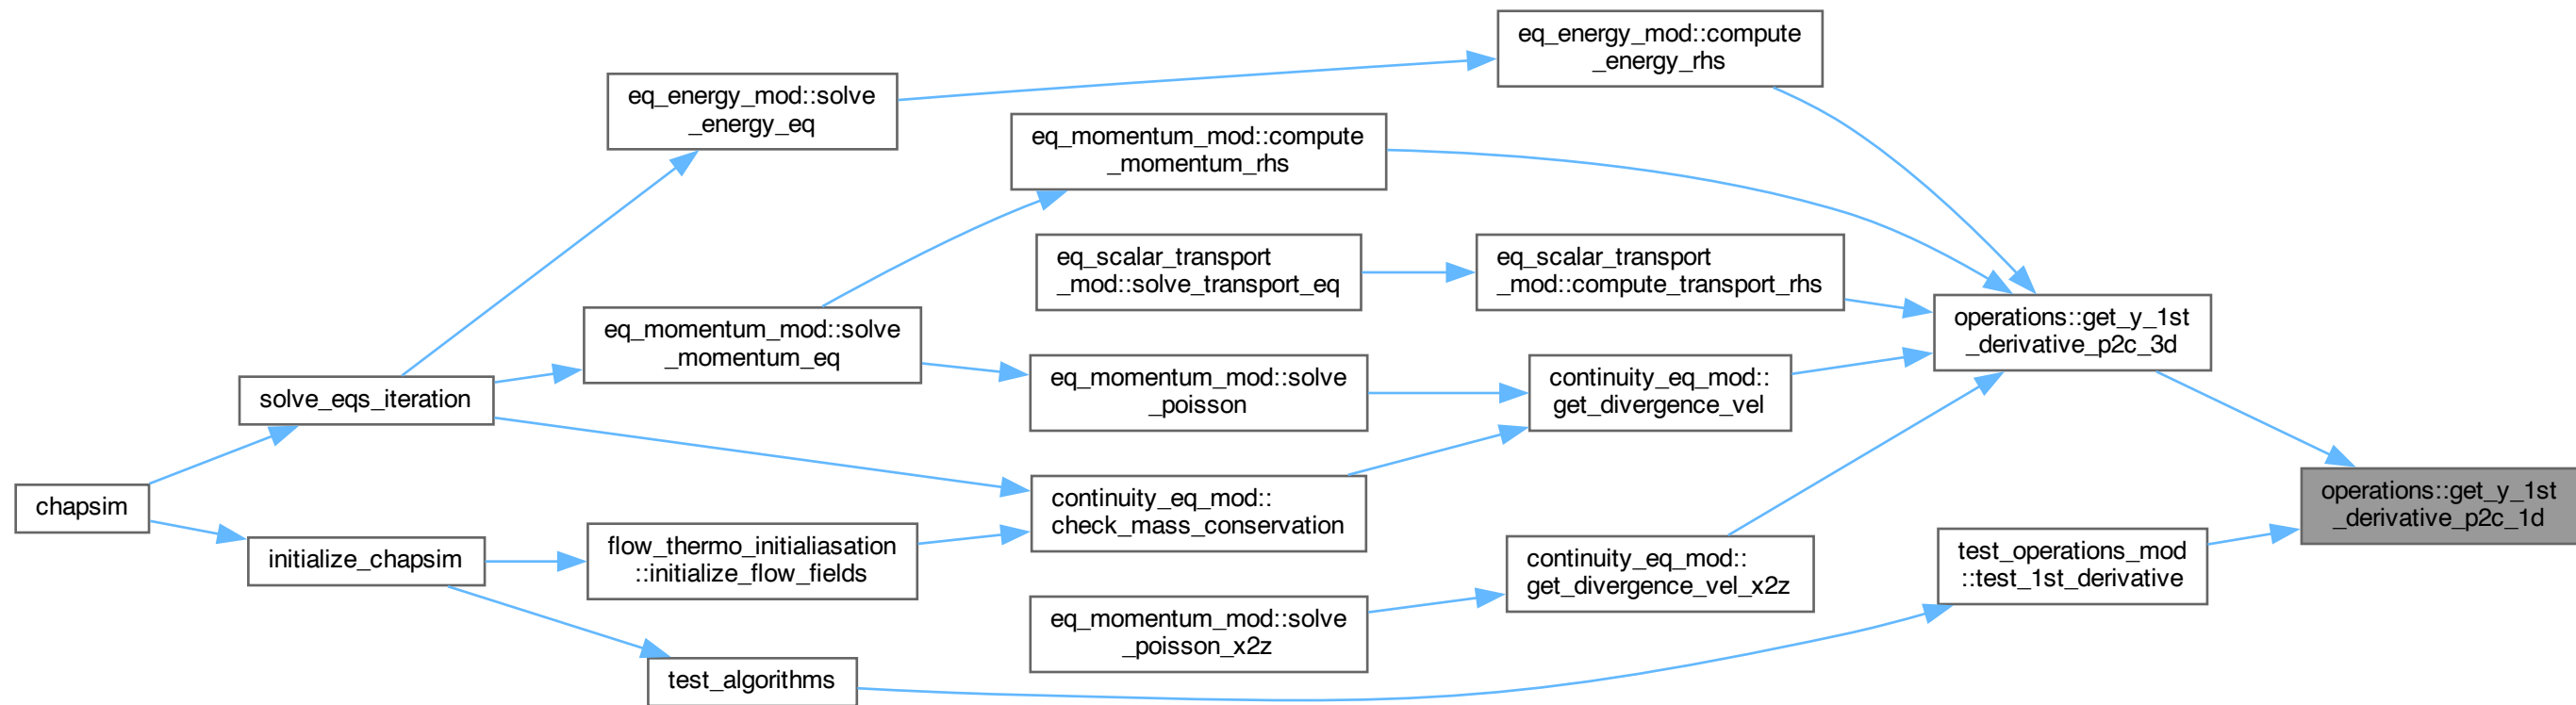 eq_energy_mod::compute
_energy_rhs
eq_energy_mod::solve
_energy_eq
eq_momentum_mod::compute
_momentum_rhs
eq_scalar_transport
_mod::solve_transport_eq
eq_scalar_transport
_mod::compute_transport_rhs
operations::get_y_1st
_derivative_p2c_3d
eq_momentum_mod::solve
_momentum_eq
eq_momentum_mod::solve
_poisson
continuity_eq_mod::
get_divergence_vel
solve_eqs_iteration
operations::get_y_1st
_derivative_p2c_1d
chapsim
continuity_eq_mod::
check_mass_conservation
initialize_chapsim
flow_thermo_initialiasation
::initialize_flow_fields
continuity_eq_mod::
get_divergence_vel_x2z
test_operations_mod
::test_1st_derivative
eq_momentum_mod::solve
_poisson_x2z
test_algorithms